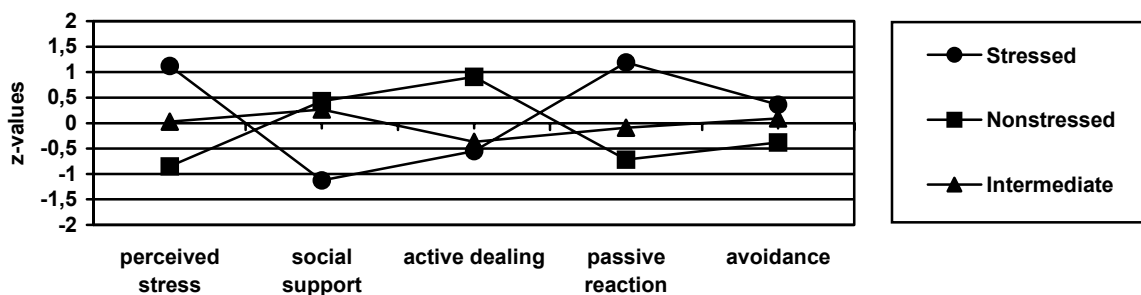 2
1,5
1
0,5
0
-0,5
-1
-1,5
-2
z-values
perceived
stress
social
support
active dealing
passive
reaction
avoidance
Stressed
Nonstressed
Intermediate